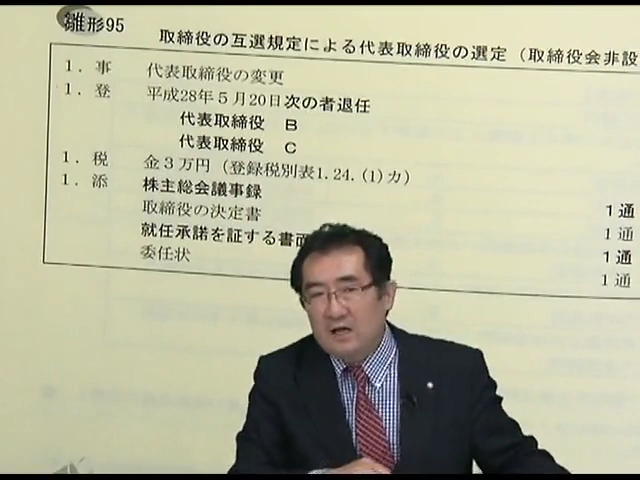 雛形95
取締役の互選規定による代表取締役の選定（取締役会非設
1．事 代表取締役の変更
1．登 平成28年5月20日次の者退任
代表取締役 B
代表取締役 C
1．税 金3万円（登録税別表1.24.(1)カ）
1．添 株主総会議事録 1通
取締役の決定書 1通
就任承諾を証する書面 1通
委任状 1通